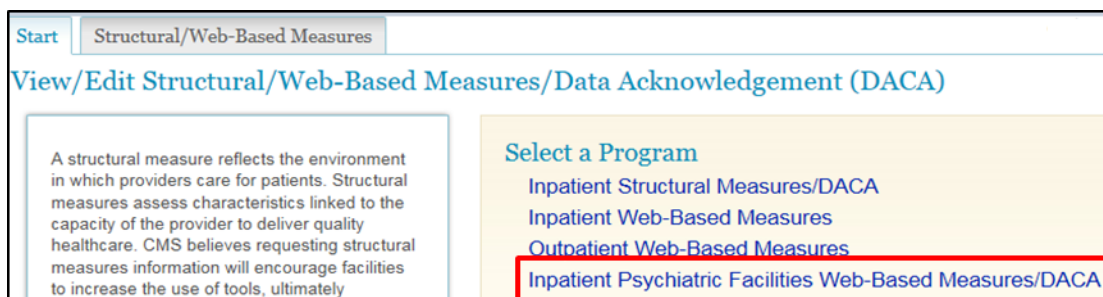 Start Structural/Web-Based Measures
View/Edit Structural/Web-Based Measures/Data Acknowledgement (DACA)
A structural measure reflects the environment
in which providers care for patients. Structural
measures assess characteristics linked to the
capacity of the provider to deliver quality
healthcare. CMS believes requesting structural
measures information will encourage facilities
to increase the use of tools, ultimately
Select a Program
Inpatient Structural Measures/DACA
Inpatient Web-Based Measures
Outpatient Web-Based Measures
Inpatient Psychiatric Facilities Web-Based Measures/DACA